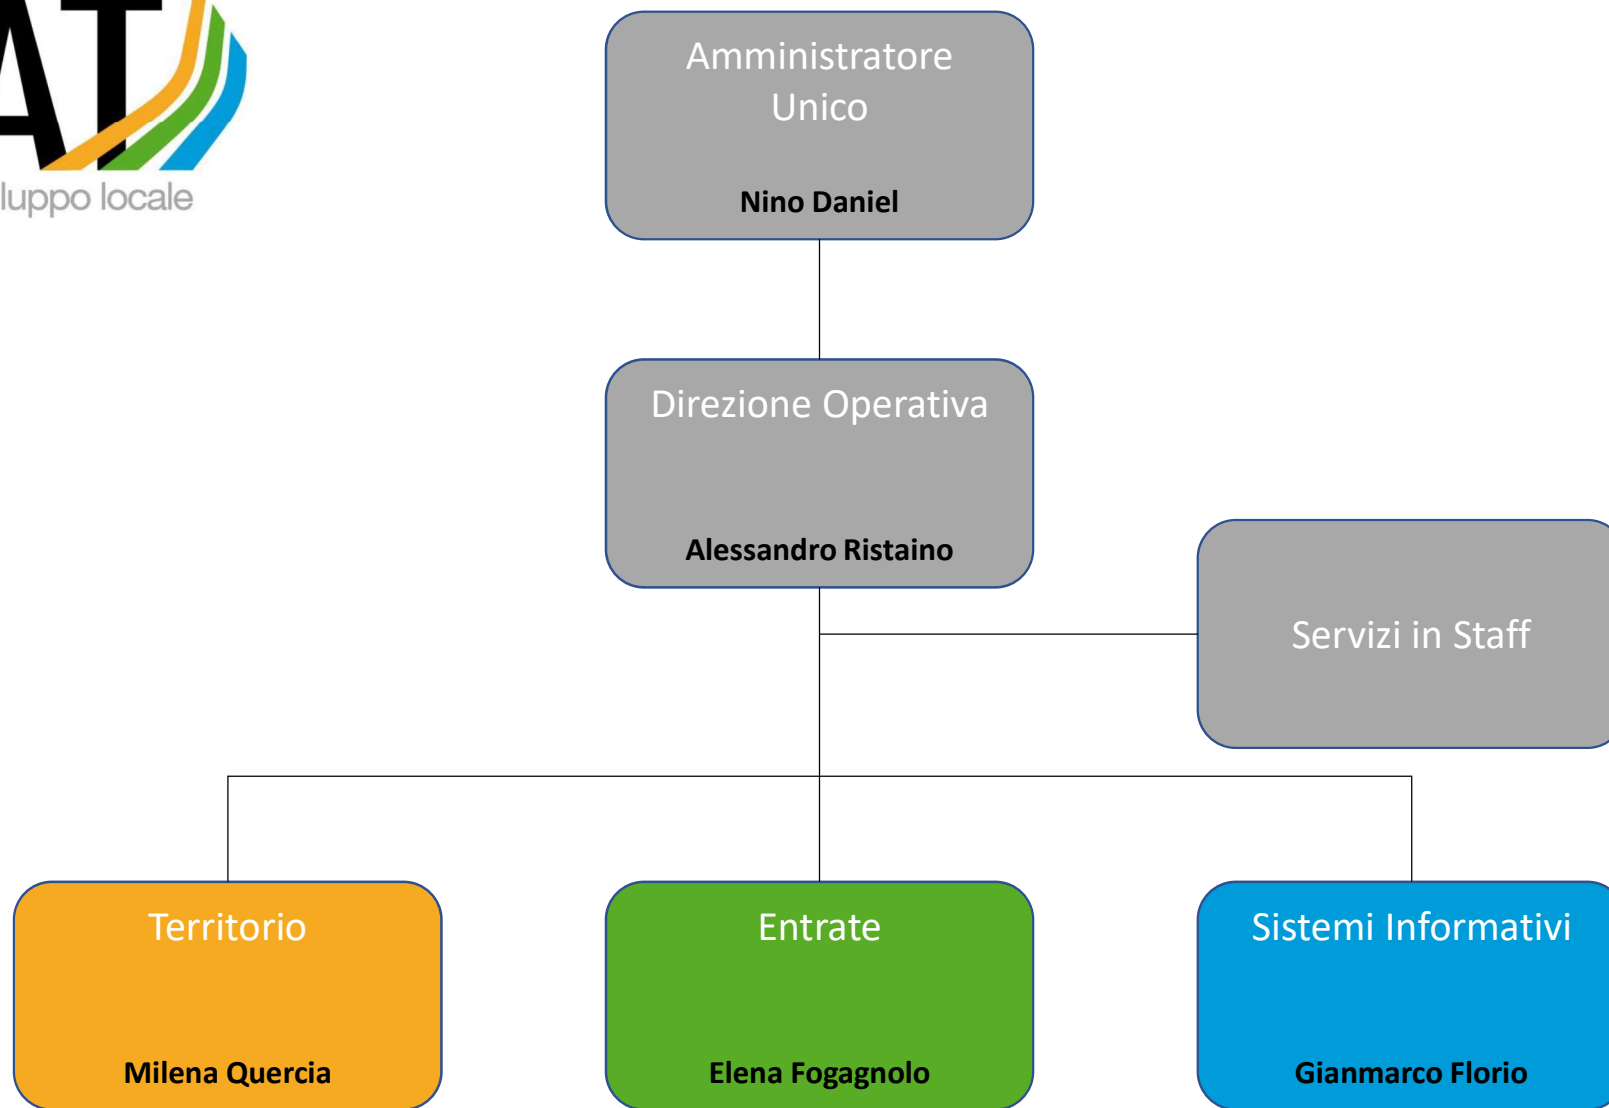 AT
luppo locale
Amministratore
Unico
Nino Daniel
Direzione Operativa
Alessandro Ristaino
Servizi in Staff
Territorio
Milena Quercia
Entrate
Elena Fogagnolo
Sistemi Informativi
Gianmarco Florio